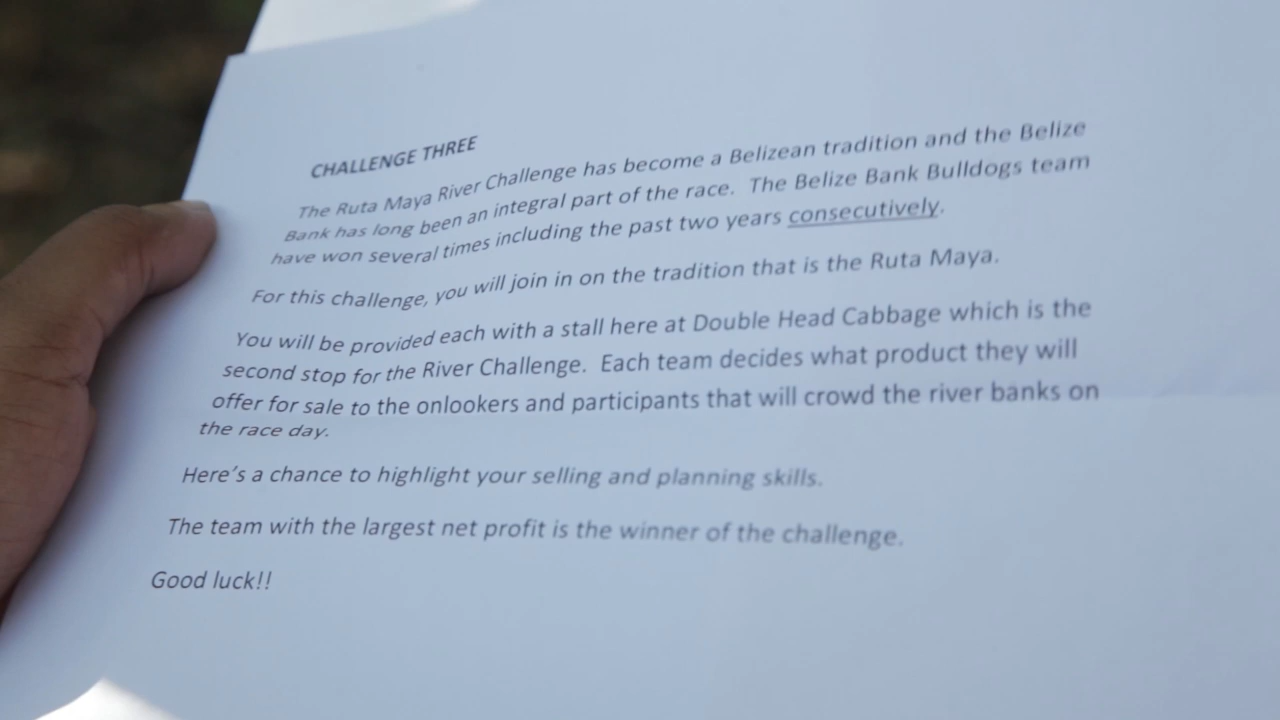 CHALLENGE THREE
The Ruta Maya River Challenge has become a Belizean tradition and the Belize
Bank has long been an integral part of the race. The Belize Bank Bulldogs team
have won several times including the past two years consecutively.
For this challenge, you will join in on the tradition that is the Ruta Maya.
You will be provided each with a stall here at Double Head Cabbage which is the
second stop for the River Challenge. Each team decides what product they will
offer for sale to the onlookers and participants that will crowd the river banks on
the race day.
Here's a chance to highlight your selling and planning skills.
The team with the largest net profit is the winner of the challenge.
Good luck!!